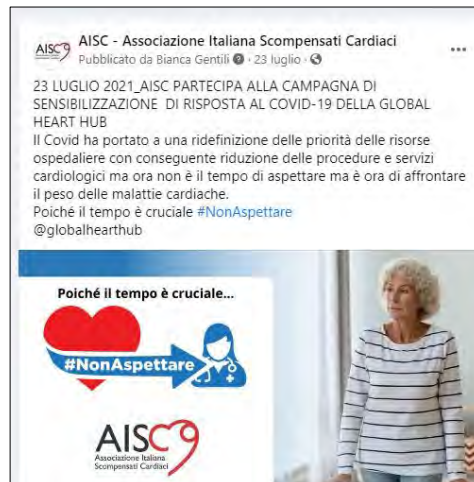 AISC
AISC - Associazione Italiana Scompensati Cardiaci
Pubblicato da Bianca Gentili · 23 luglio ·
23 LUGLIO 2021_AISC PARTECIPA ALLA CAMPAGNA DI
SENSIBILIZZAZIONE DI RISPOSTA AL COVID-19 DELLA GLOBAL
HEART HUB
Il Covid ha portato a una ridefinizione delle priorità delle risorse
ospedaliere con conseguente riduzione delle procedure e servizi
cardiologici ma ora non è il tempo di aspettare ma è ora di affrontare
il peso delle malattie cardiache.
Poiché il tempo è cruciale #NonAspettare
@globalhearthub
Poiché il tempo è cruciale...
#NonAspettare
AISC
Associazione Italiana
Scompensati Cardiaci